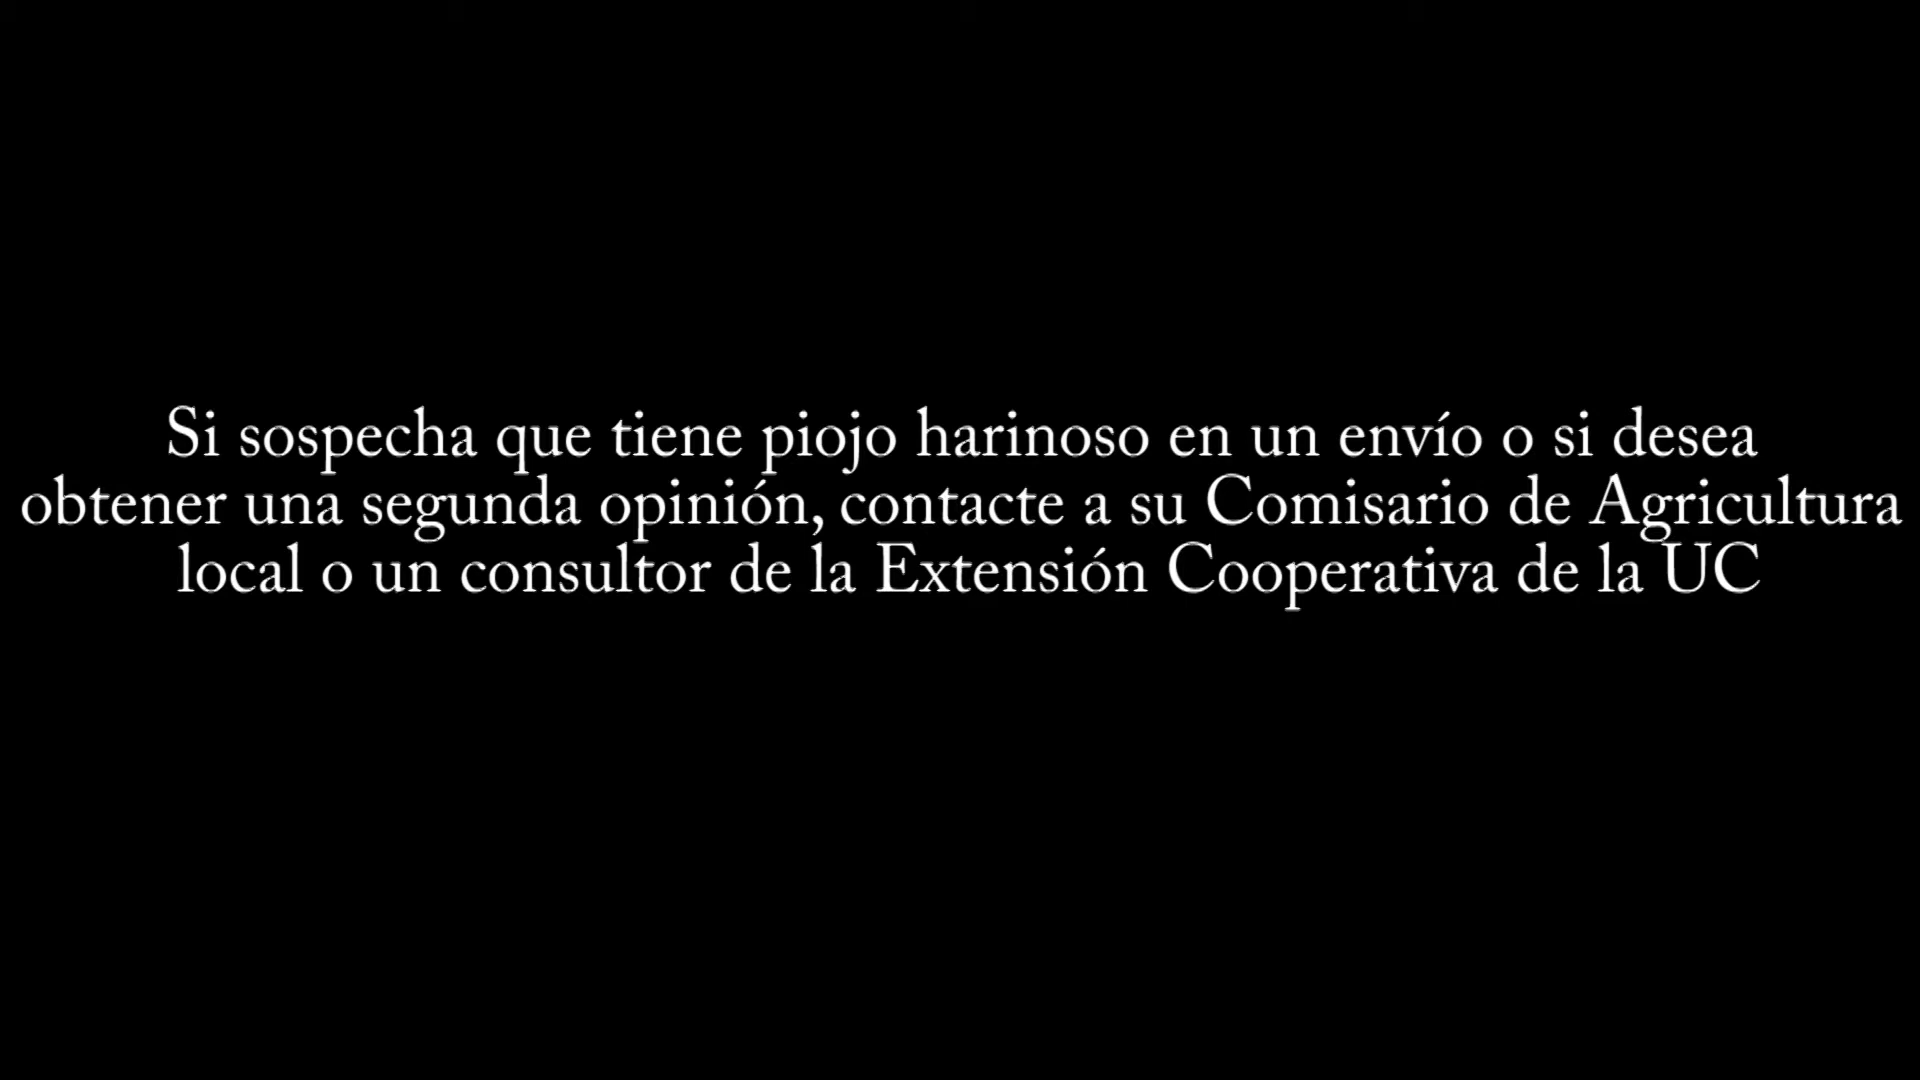 Si sospecha que tiene piojo harinoso en un envío o si desea
obtener una segunda opinión, contacte a su Comisario de Agricultura
local o un consultor de la Extensión Cooperativa de la UC